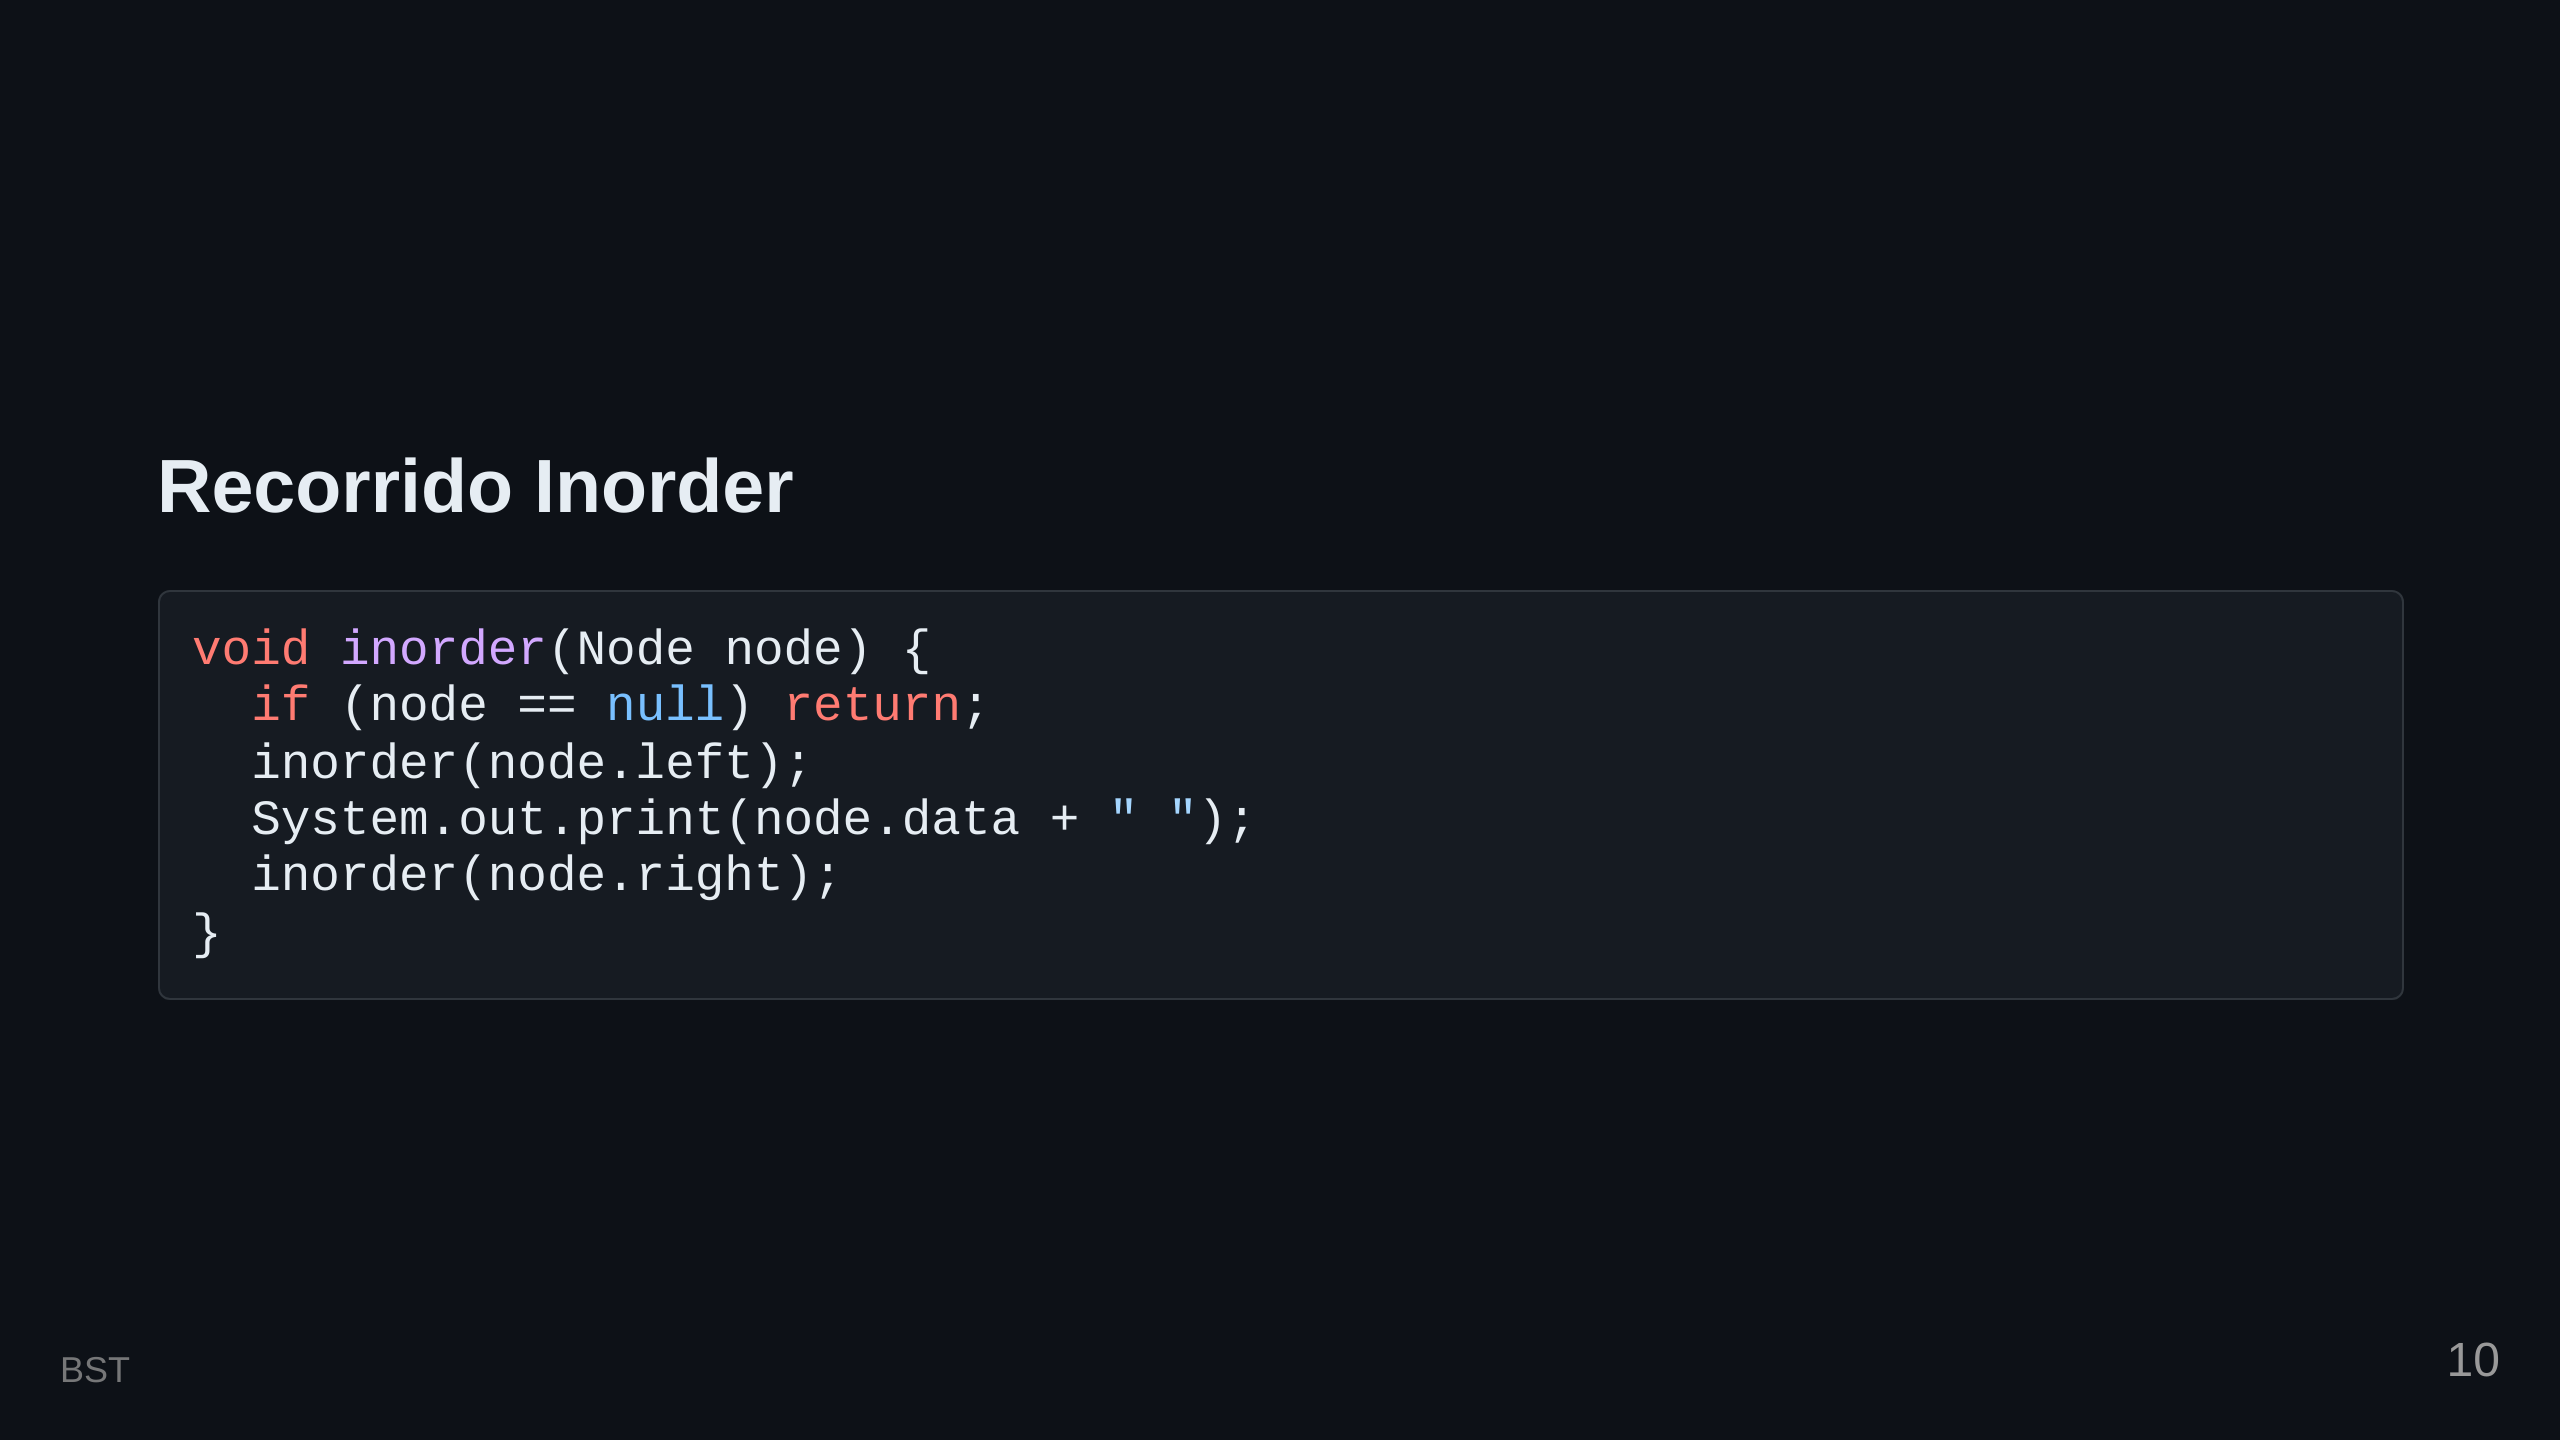 Recorrido Inorder
void inorder(Node node) {
  if (node == null) return;
  inorder(node.left);
  System.out.print(node.data + " ");
  inorder(node.right);
}
BST
10